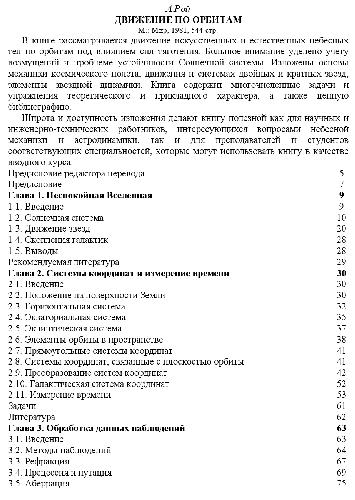 А.Рой
ДВИЖЕНИЕ ПО ОРБИТАМ
М.: Мир, 1981, 544 стр.
В книге рассматривается движение искусственных и естественных небесных
тел по орбитам под влиянием сил тяготения. Большое внимание уделено учету
возмущений и проблеме устойчивости Солнечной системы. Изложены основы
механики космического полета, движения в системах двойных и кратных звезд,
элементы звездной динамики. Книга содержит многочисленные задачи и
упражнения теоретического и прикладного характера, а также ценную
библиографию.
Широта и доступность изложения делают книгу полезной как для научных и
инженерно-технических работников, интересующихся вопросами небесной
механики и астродинамики, так и для преподавателей и студентов
соответствующих специальностей, которые могут использовать книгу в качестве
вводного курса.
Предисловие редактора перевода 5
Предисловие 7
Глава 1. Неспокойная Вселенная 9
1.1. Введение 9
1.2. Солнечная система 10
1.3. Движение звезд 20
1.4. Скопления галактик 28
1.5. Выводы 28
Рекомендуемая литература 29
Глава 2. Системы координат и измерение времени 30
2.1. Введение 30
2.2. Положение на поверхности Земли 30
2.3. Горизонтальная система 32
2.4. Экваториальная система 35
2.5. Эклиптическая система 37
2.6. Элементы орбиты в пространстве 38
2.7. Прямоугольные системы координат 41
2.8. Системы координат, связанные с плоскостью орбиты 41
2.9. Преобразование систем координат 42
2.10. Галактическая система координат 52
2.11. Измерение времени 53
Задачи 61
Литература 62
Глава 3. Обработка данных наблюдений 63
3.1. Введение 63
3.2. Методы наблюдений 64
3.3. Рефракция 67
3.4. Прецессия и нутация 69
3.5. Аберрация 75